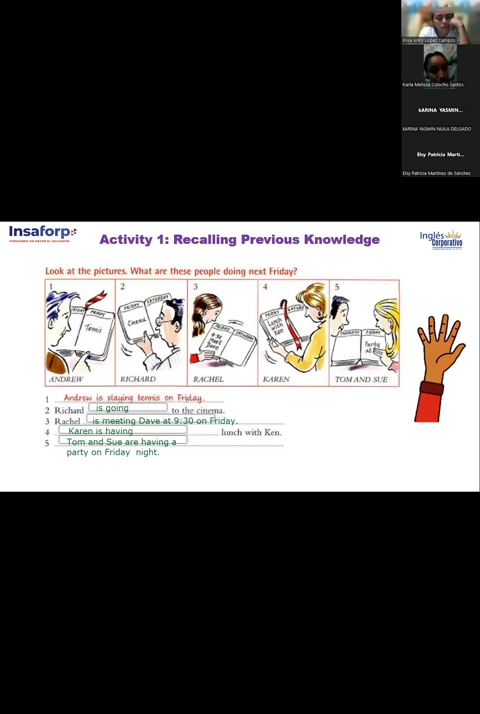 Elisa Arely López Campos
Karla Melissa Colocho Santos
KARINA YASMIN...
KARINA YASMIN NUILA DELGADO
Elsy Patricia Marti...
Elsy Patricia Martínez de Sánchez
Insaforp
Activity 1: Recalling Previous Knowledge
Inglés
Corporativo
Look at the pictures. What are these people doing next Friday?
1 2 3 4 5
FRIDAY
Tennis
FRIDAY SATURDAY
Cinema
FRIDAY
9.30
Meet
Dave
FRIDAY
Lunch
with
Ken
FRIDAY
Party
at
ANDREW RICHARD RACHEL KAREN TOM AND SUE
1 Andrew is playing tennis on Friday.
2 Richard is going to the cinema.
3 Rachel is meeting Dave at 9:30 on Friday.
4 Karen is having lunch with Ken.
5 Tom and Sue are having a
party on Friday night.